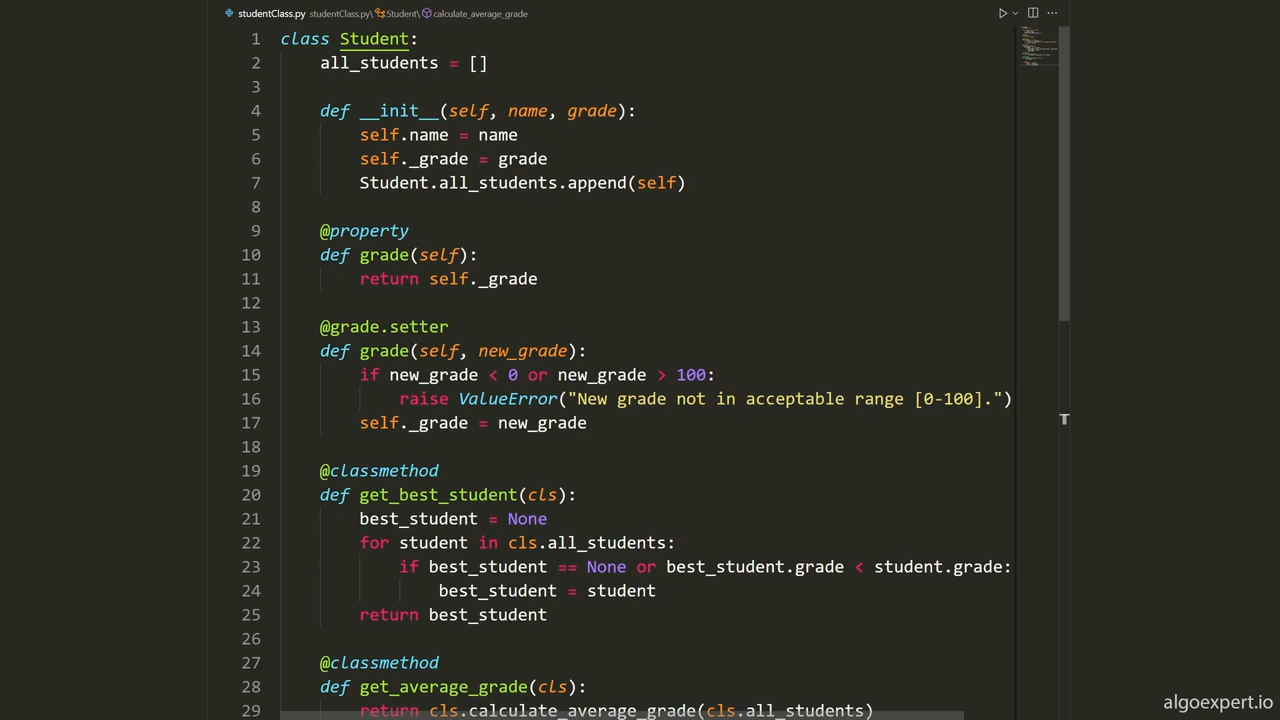 studentClass.py studentClass.py\Student\calculate_average_grade
1 class Student:
2     all_students = []
3
4     def __init__(self, name, grade):
5         self.name = name
6         self._grade = grade
7         Student.all_students.append(self)
8
9     @property
10     def grade(self):
11         return self._grade
12
13     @grade.setter
14     def grade(self, new_grade):
15         if new_grade < 0 or new_grade > 100:
16             raise ValueError("New grade not in acceptable range [0-100].")
17         self._grade = new_grade
18
19     @classmethod
20     def get_best_student(cls):
21         best_student = None
22         for student in cls.all_students:
23             if best_student == None or best_student.grade < student.grade:
24                 best_student = student
25         return best_student
26
27     @classmethod
28     def get_average_grade(cls):
29         return cls.calculate_average_grade(cls.all_students)
algoexpert.io